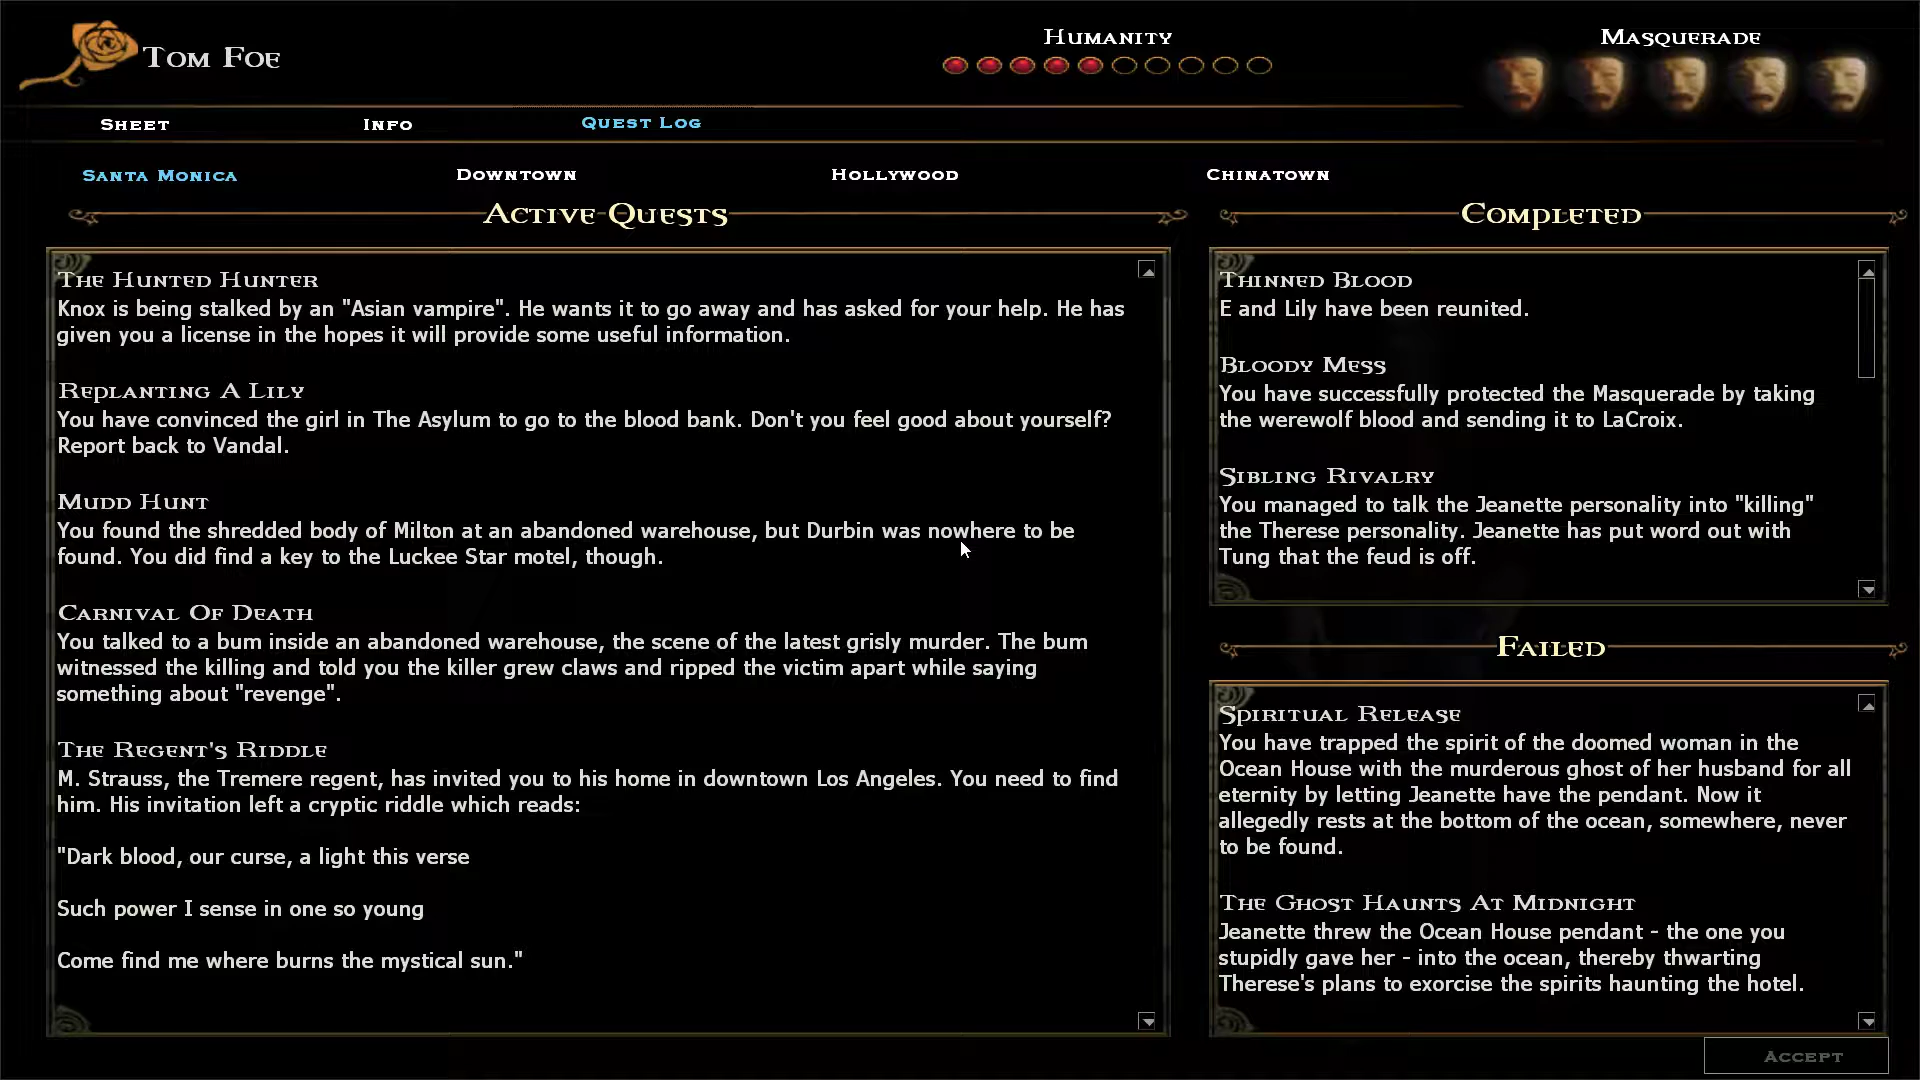 Tom Foe
Humanity
Masquerade
Sheet
Info
Quest Log
Santa Monica
Downtown
Hollywood
Chinatown
Active Quests
The Hunted Hunter
Knox is being stalked by an "Asian vampire". He wants it to go away and has asked for your help. He has
given you a license in the hopes it will provide some useful information.
Replanting A Lily
You have convinced the girl in The Asylum to go to the blood bank. Don't you feel good about yourself?
Report back to Vandal.
Mudd Hunt
You found the shredded body of Milton at an abandoned warehouse, but Durbin was nowhere to be
found. You did find a key to the Luckee Star motel, though.
Carnival Of Death
You talked to a bum inside an abandoned warehouse, the scene of the latest grisly murder. The bum
witnessed the killing and told you the killer grew claws and ripped the victim apart while saying
something about "revenge".
The Regent's Riddle
M. Strauss, the Tremere regent, has invited you to his home in downtown Los Angeles. You need to find
him. His invitation left a cryptic riddle which reads:
"Dark blood, our curse, a light this verse
Such power I sense in one so young
Come find me where burns the mystical sun."
Completed
Thinned Blood
E and Lily have been reunited.
Bloody Mess
You have successfully protected the Masquerade by taking
the werewolf blood and sending it to LaCroix.
Sibling Rivalry
You managed to talk the Jeanette personality into "killing"
the Therese personality. Jeanette has put word out with
Tung that the feud is off.
Failed
Spiritual Release
You have trapped the spirit of the doomed woman in the
Ocean House with the murderous ghost of her husband for all
eternity by letting Jeanette have the pendant. Now it
allegedly rests at the bottom of the ocean, somewhere, never
to be found.
The Ghost Haunts At Midnight
Jeanette threw the Ocean House pendant - the one you
stupidly gave her - into the ocean, thereby thwarting
Therese's plans to exorcise the spirits haunting the hotel.
Accept